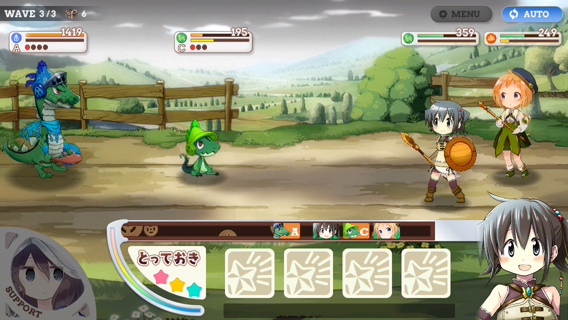 WAVE 3/3 6
MENU
AUTO
1419
A
195
C
359
249
A
C
とっておき
SUPPORT